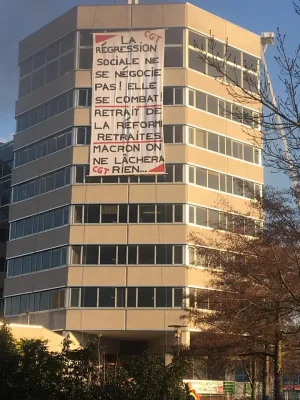 CGT
LA
RÉGRESSION
SOCIALE NE
SE NÉGOCIE
PAS! ELLE
SE COMBAT!
RETRAIT DE
LA RÉFORME
RETRAITES
MACRON ON
NE LÂCHERA
CGT RIEN... CGT